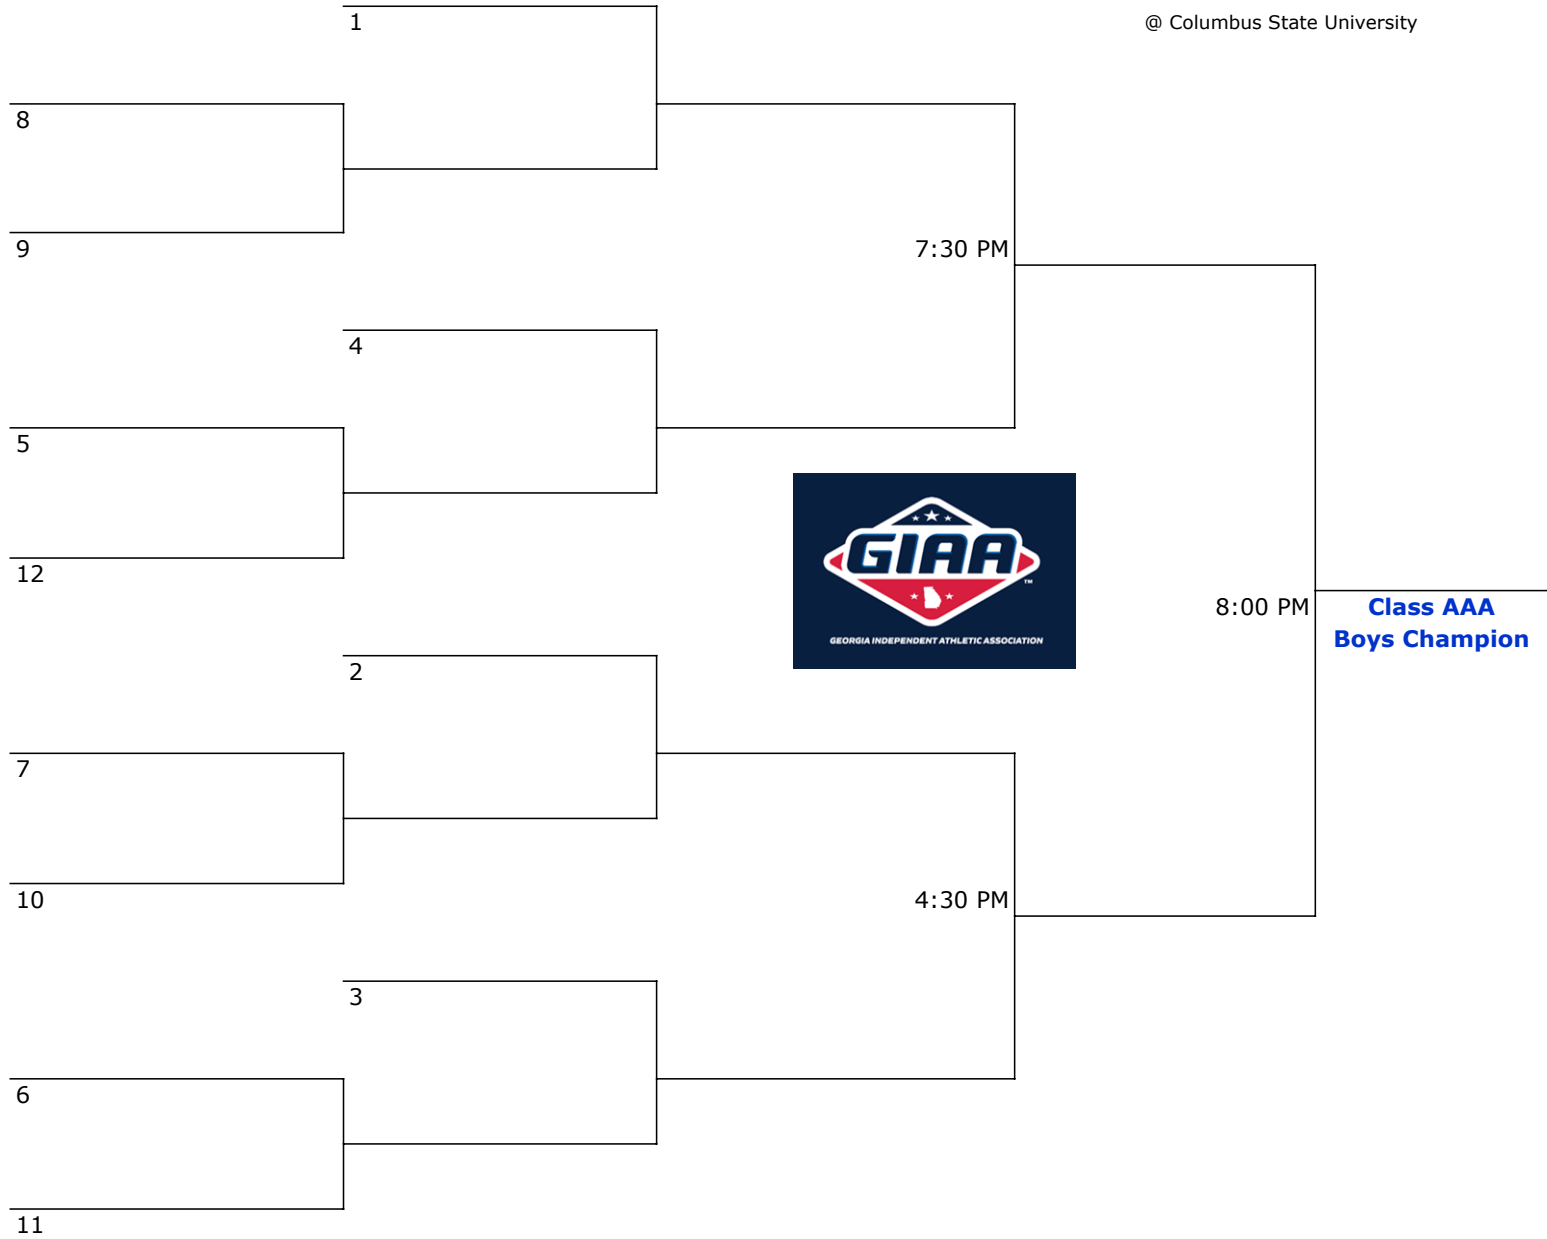 1
@ Columbus State University
8
9
7:30 PM
4
5
12
GIAA
TM
GEORGIA INDEPENDENT ATHLETIC ASSOCIATION
8:00 PM
Class AAA
Boys Champion
2
7
10
4:30 PM
3
6
11